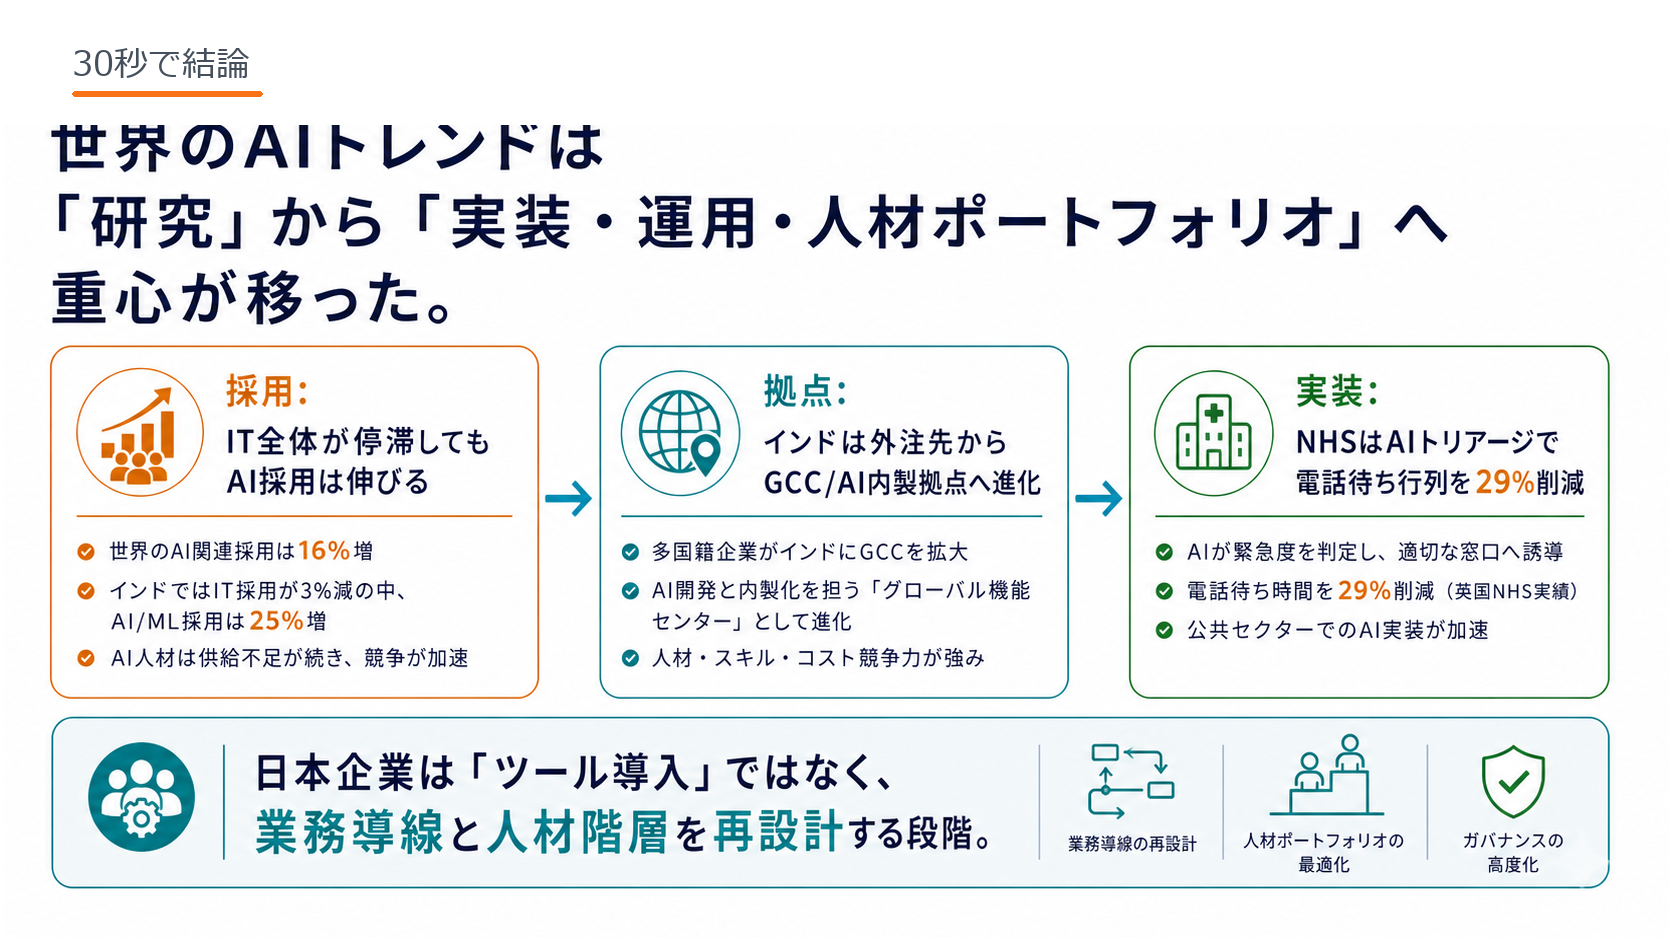 30秒で結論
世界のAIトレンドは
「研究」から「実装・運用・人材ポートフォリオ」へ
重心が移った。
採用：
IT全体が停滞しても
AI採用は伸びる
世界のAI関連採用は16%増
インドではIT採用が3%減の中、
AI/ML採用は25%増
AI人材は供給不足が続き、競争が加速
拠点：
インドは外注先から
GCC/AI内製拠点へ進化
多国籍企業がインドにGCCを拡大
AI開発と内製化を担う「グローバル機能
センター」として進化
人材・スキル・コスト競争力が強み
実装：
NHSはAIトリアージで
電話待ち行列を29%削減
AIが緊急度を判定し、適切な窓口へ誘導
電話待ち時間を29%削減（英国NHS実績）
公共セクターでのAI実装が加速
日本企業は「ツール導入」ではなく、
業務導線と人材階層を再設計する段階。
業務導線の再設計
人材ポートフォリオの
最適化
ガバナンスの
高度化